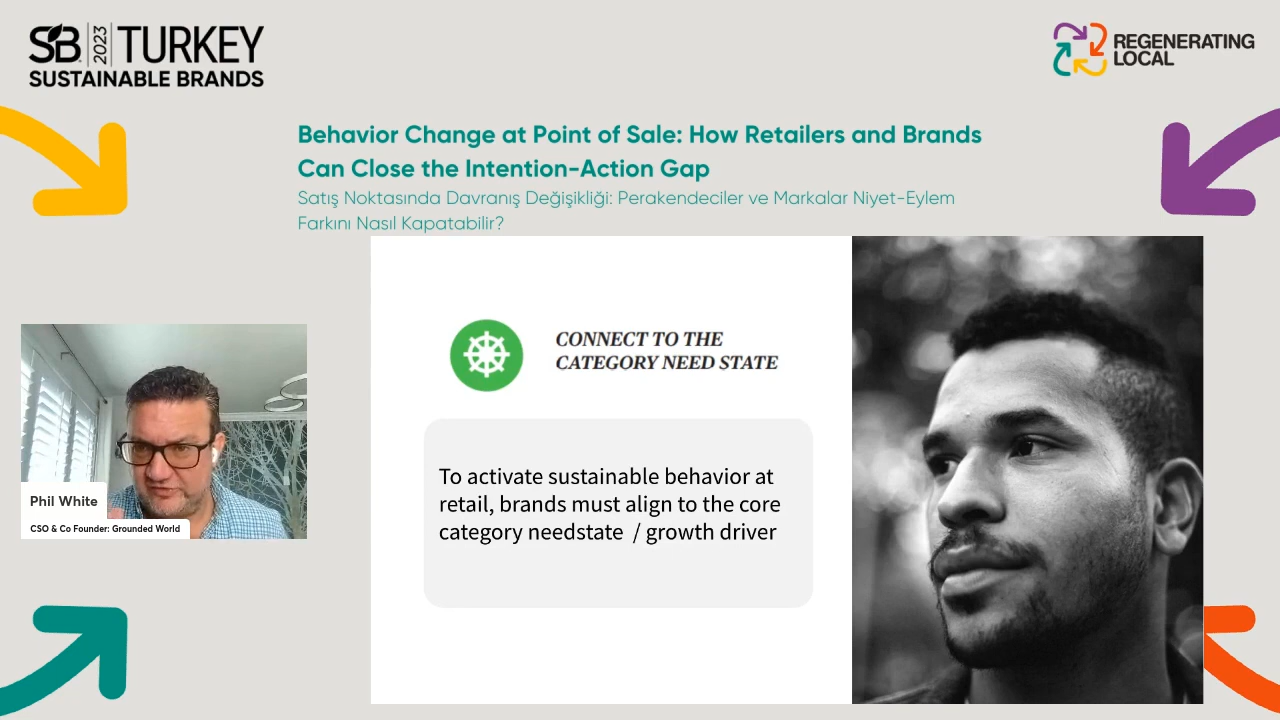 SB 2023 TURKEY
SUSTAINABLE BRANDS
REGENERATING
LOCAL
Behavior Change at Point of Sale: How Retailers and Brands
Can Close the Intention-Action Gap
Satış Noktasında Davranış Değişikliği: Perakendeciler ve Markalar Niyet-Eylem
Farkını Nasıl Kapatabilir?
CONNECT TO THE
CATEGORY NEED STATE
To activate sustainable behavior at
retail, brands must align to the core
category needstate / growth driver
Phil White
CSO & Co Founder: Grounded World